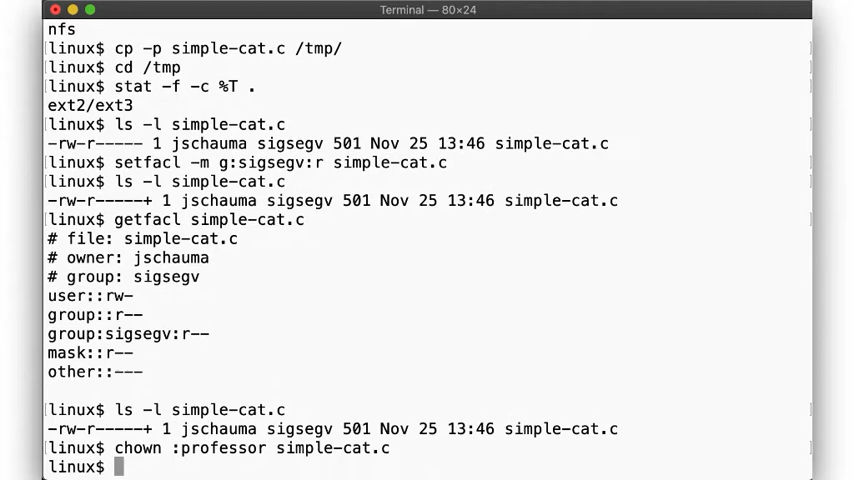 Terminal — 80×24
nfs
linux$ cp -p simple-cat.c /tmp/
linux$ cd /tmp
linux$ stat -f -c %T .
ext2/ext3
linux$ ls -l simple-cat.c
-rw-r----- 1 jschauma sigsegv 501 Nov 25 13:46 simple-cat.c
linux$ setfacl -m g:sigsegv:r simple-cat.c
linux$ ls -l simple-cat.c
-rw-r-----+ 1 jschauma sigsegv 501 Nov 25 13:46 simple-cat.c
linux$ getfacl simple-cat.c
# file: simple-cat.c
# owner: jschauma
# group: sigsegv
user::rw-
group::r--
group:sigsegv:r--
mask::r--
other::---
linux$ ls -l simple-cat.c
-rw-r-----+ 1 jschauma sigsegv 501 Nov 25 13:46 simple-cat.c
linux$ chown :professor simple-cat.c
linux$